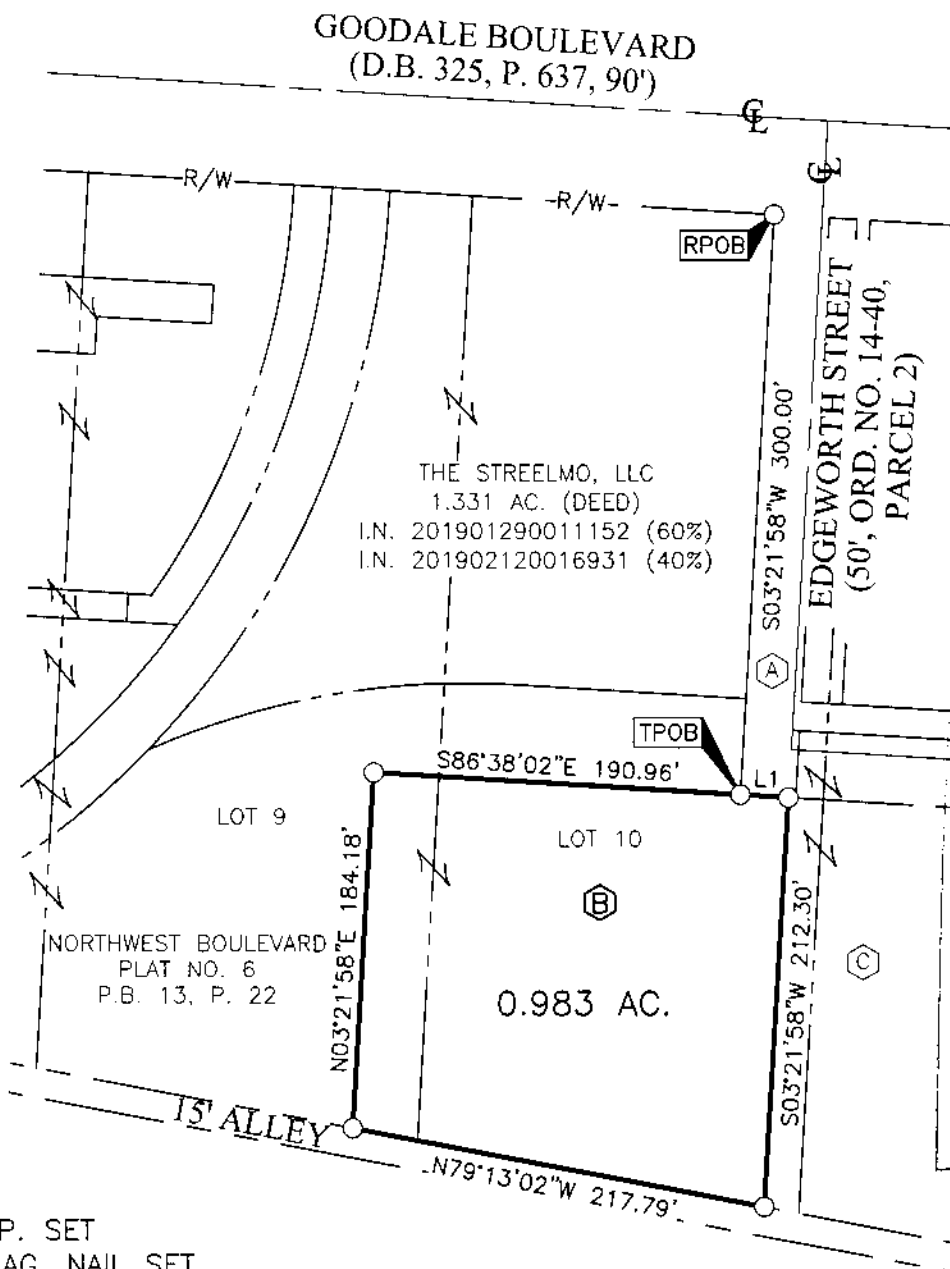 GOODALE BOULEVARD
(D.B. 325, P. 637, 90')
CL
CL
R/W
-R/W-
RPOB
EDGEWORTH STREET
(50', ORD. NO. 14-40,
PARCEL 2)
S03°21'58"W 300.00'
THE STREELMO, LLC
1.331 AC. (DEED)
I.N. 201901290011152 (60%)
I.N. 201902120016931 (40%)
A
TPOB
S86°38'02"E 190.96'
L1
LOT 9
LOT 10
B
N03°21'58"E 184.18'
NORTHWEST BOULEVARD
PLAT NO. 6
P.B. 13, P. 22
0.983 AC.
S03°21'58"W 212.30'
C
15' ALLEY
N79°13'02"W 217.79'
P. SET
AG. NAIL SET